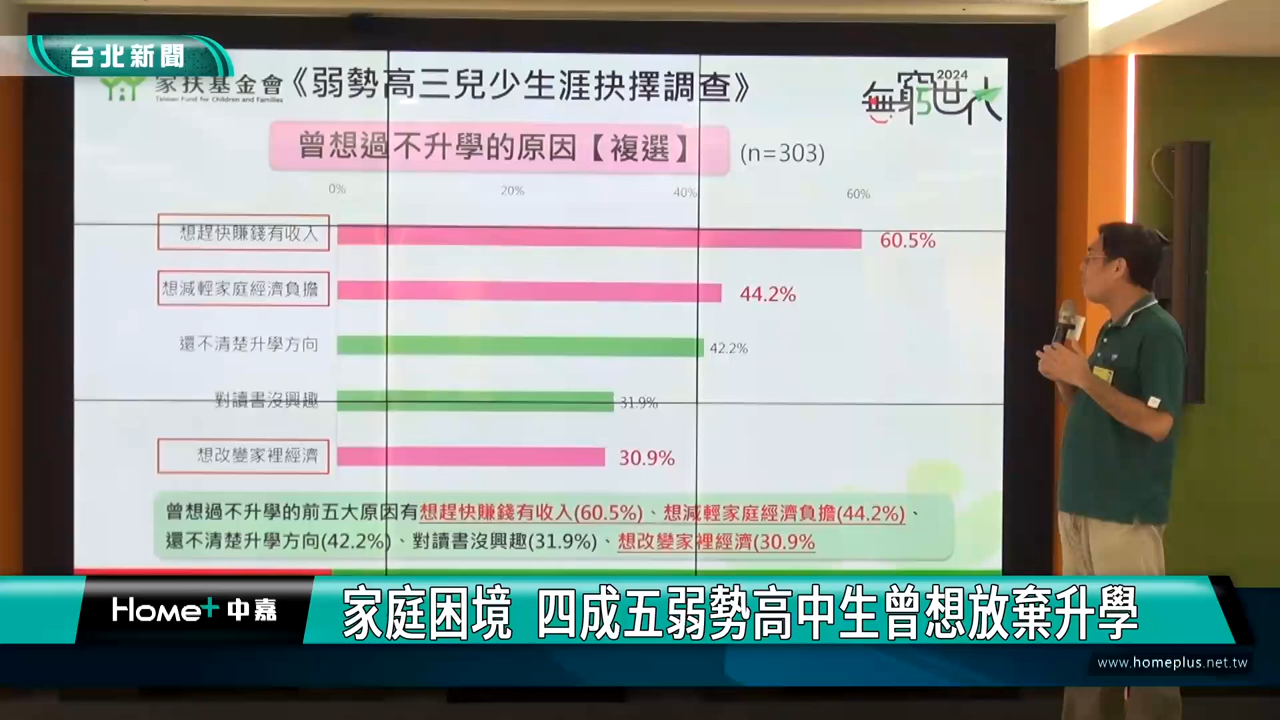 台北新聞
家扶基金會《弱勢高三兒少生涯抉擇調查》
Taiwan Fund for Children and Families
2024
無窮世代
曾想過不升學的原因【複選】 (n=303)
0% 20% 40% 60%
想趕快賺錢有收入 60.5%
想減輕家庭經濟負擔 44.2%
還不清楚升學方向 42.2%
對讀書沒興趣 31.9%
想改變家裡經濟 30.9%
曾想過不升學的前五大原因有想趕快賺錢有收入(60.5%)、想減輕家庭經濟負擔(44.2%)、
還不清楚升學方向(42.2%)、對讀書沒興趣(31.9%)、想改變家裡經濟(30.9%
Home+中嘉
家庭困境 四成五弱勢高中生曾想放棄升學
www.homeplus.net.tw